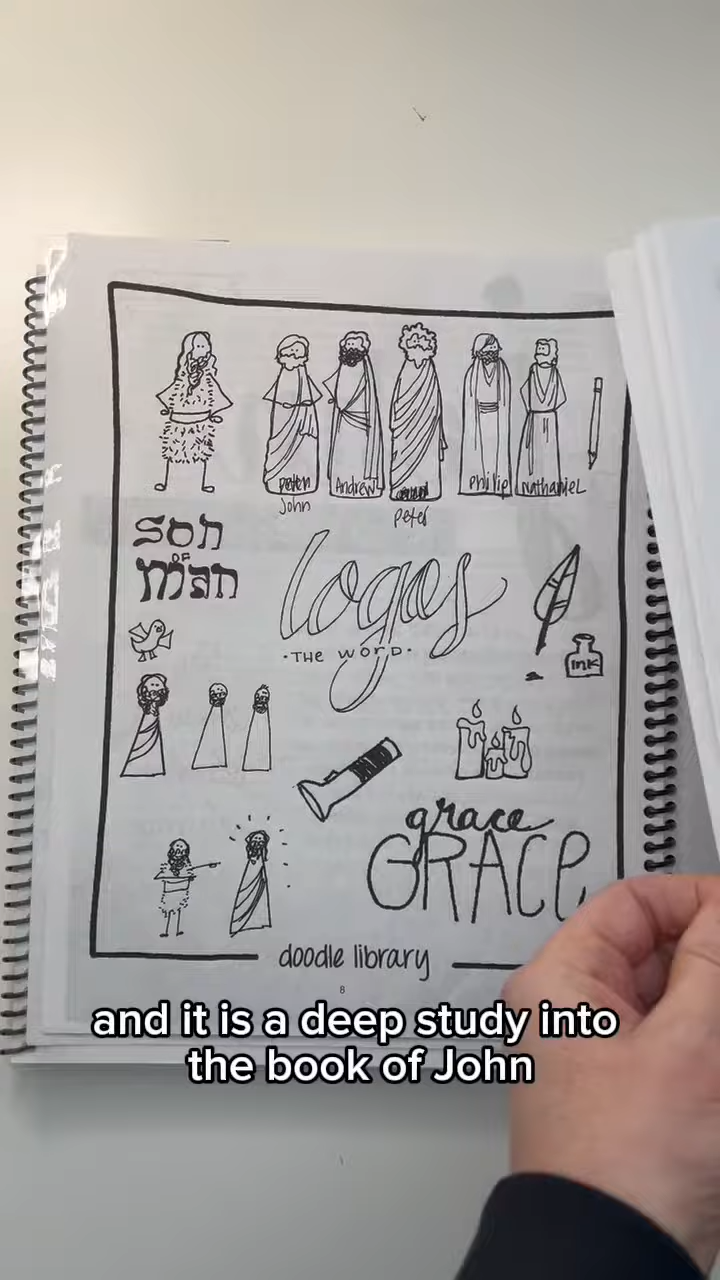 Peter
John
Andrew
Peter
Philip
Nathaniel
son
OF
man
logos
·THE WORD·
INK
grace
GRACE
doodle library
8
and it is a deep study into
the book of John